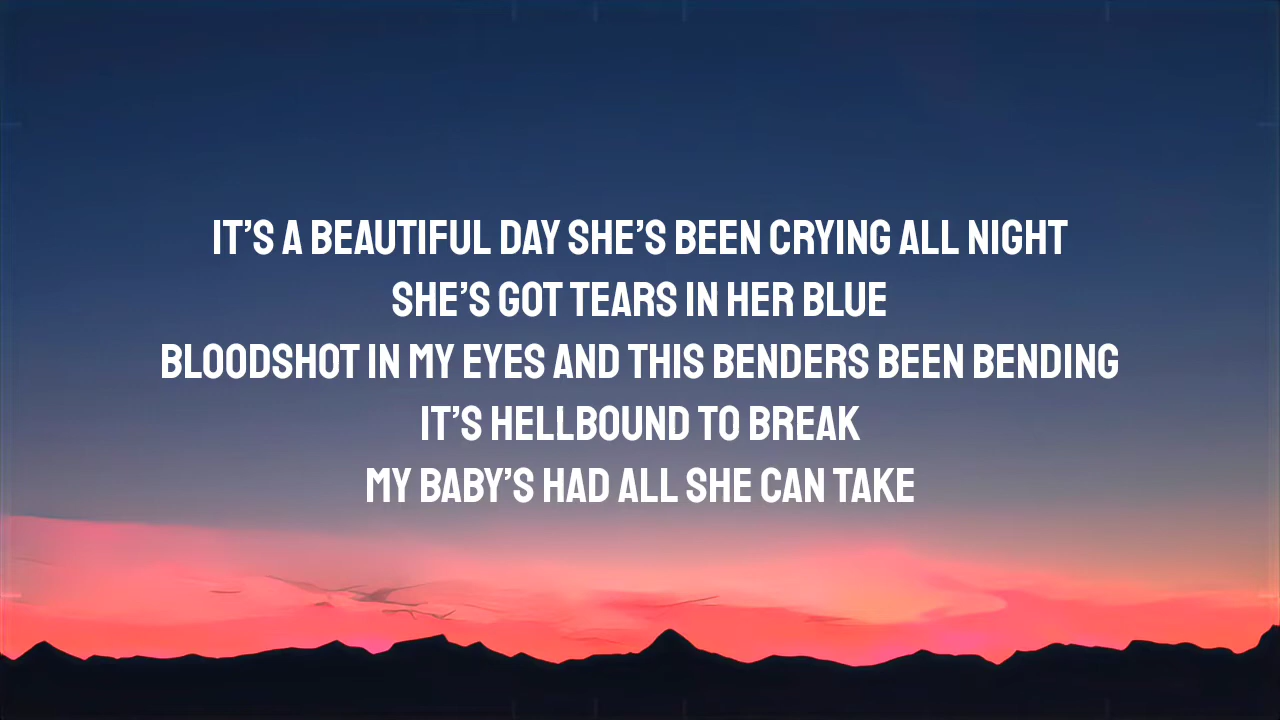 IT’S A BEAUTIFUL DAY SHE’S BEEN CRYING ALL NIGHT
SHE’S GOT TEARS IN HER BLUE
BLOODSHOT IN MY EYES AND THIS BENDERS BEEN BENDING
IT’S HELLBOUND TO BREAK
MY BABY’S HAD ALL SHE CAN TAKE